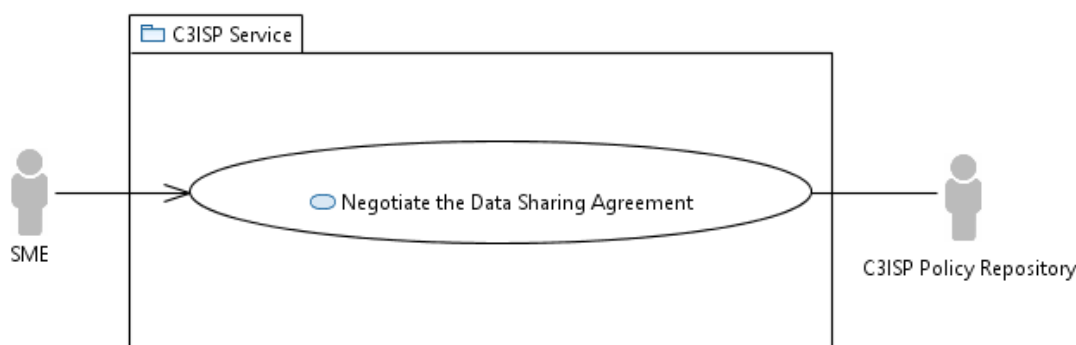 C3ISP Service
Negotiate the Data Sharing Agreement
SME
C3ISP Policy Repository